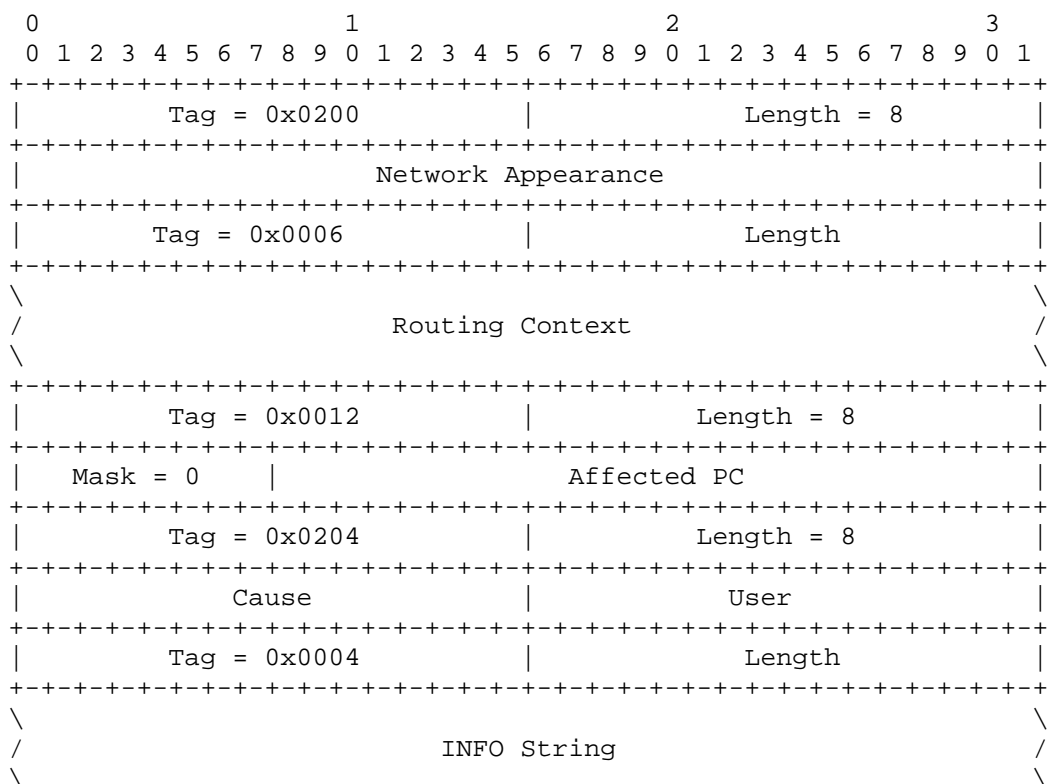 0                   1                   2                   3
 0 1 2 3 4 5 6 7 8 9 0 1 2 3 4 5 6 7 8 9 0 1 2 3 4 5 6 7 8 9 0 1
+-+-+-+-+-+-+-+-+-+-+-+-+-+-+-+-+-+-+-+-+-+-+-+-+-+-+-+-+-+-+-+-+
|         Tag = 0x0200          |             Length = 8        |
+-+-+-+-+-+-+-+-+-+-+-+-+-+-+-+-+-+-+-+-+-+-+-+-+-+-+-+-+-+-+-+-+
|                      Network Appearance                       |
+-+-+-+-+-+-+-+-+-+-+-+-+-+-+-+-+-+-+-+-+-+-+-+-+-+-+-+-+-+-+-+-+
|        Tag = 0x0006           |             Length            |
+-+-+-+-+-+-+-+-+-+-+-+-+-+-+-+-+-+-+-+-+-+-+-+-+-+-+-+-+-+-+-+-+
\                                                               \
/                       Routing Context                         /
\                                                               \
+-+-+-+-+-+-+-+-+-+-+-+-+-+-+-+-+-+-+-+-+-+-+-+-+-+-+-+-+-+-+-+-+
|         Tag = 0x0012          |          Length = 8           |
+-+-+-+-+-+-+-+-+-+-+-+-+-+-+-+-+-+-+-+-+-+-+-+-+-+-+-+-+-+-+-+-+
|   Mask = 0    |                  Affected PC                  |
+-+-+-+-+-+-+-+-+-+-+-+-+-+-+-+-+-+-+-+-+-+-+-+-+-+-+-+-+-+-+-+-+
|         Tag = 0x0204          |          Length = 8           |
+-+-+-+-+-+-+-+-+-+-+-+-+-+-+-+-+-+-+-+-+-+-+-+-+-+-+-+-+-+-+-+-+
|             Cause             |            User               |
+-+-+-+-+-+-+-+-+-+-+-+-+-+-+-+-+-+-+-+-+-+-+-+-+-+-+-+-+-+-+-+-+
|         Tag = 0x0004          |             Length            |
+-+-+-+-+-+-+-+-+-+-+-+-+-+-+-+-+-+-+-+-+-+-+-+-+-+-+-+-+-+-+-+-+
\                                                               \
/                          INFO String                          /
\                                                               \